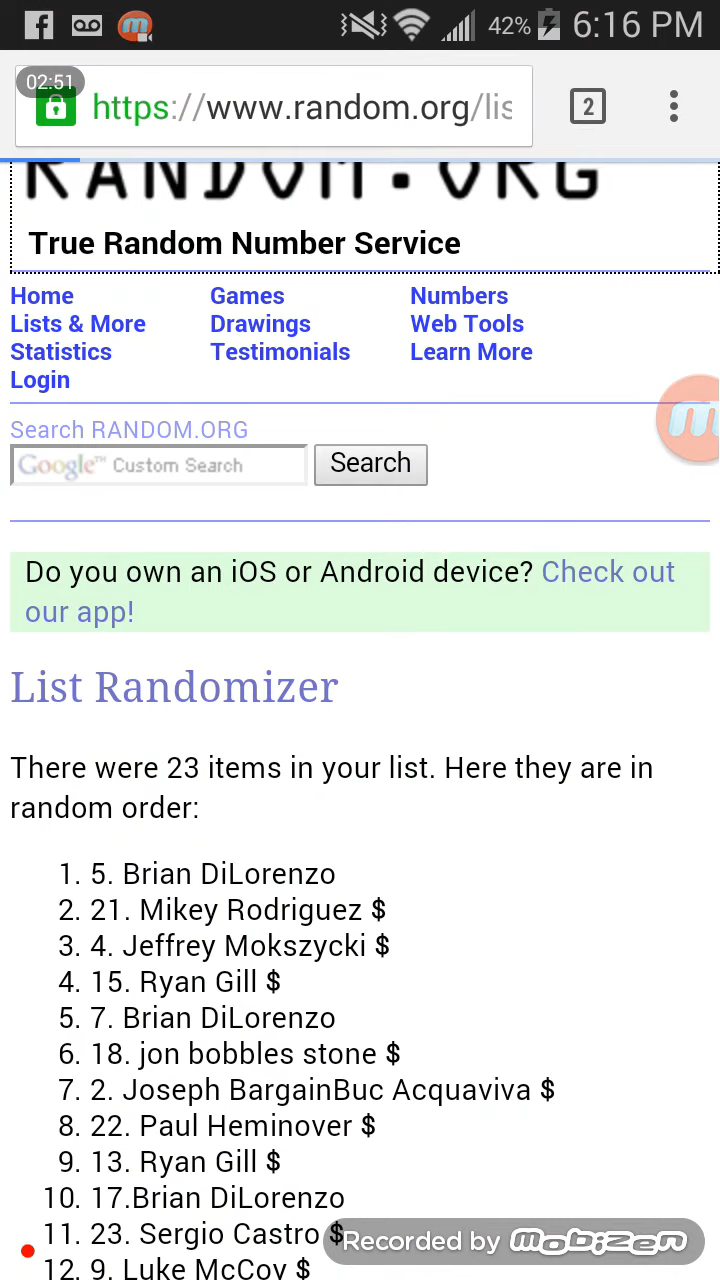 42% 6:16 PM
02:51
https://www.random.org/lis
2
RANDOM.ORG
True Random Number Service
Home Games Numbers
Lists & More Drawings Web Tools
Statistics Testimonials Learn More
Login
Search RANDOM.ORG
Google™ Custom Search Search
Do you own an iOS or Android device? Check out
our app!
List Randomizer
There were 23 items in your list. Here they are in
random order:
1. 5. Brian DiLorenzo
2. 21. Mikey Rodriguez $
3. 4. Jeffrey Mokszycki $
4. 15. Ryan Gill $
5. 7. Brian DiLorenzo
6. 18. jon bobbles stone $
7. 2. Joseph BargainBuc Acquaviva $
8. 22. Paul Heminover $
9. 13. Ryan Gill $
10. 17.Brian DiLorenzo
11. 23. Sergio Castro $
Recorded by mobizen
12. 9. Luke McCoy $